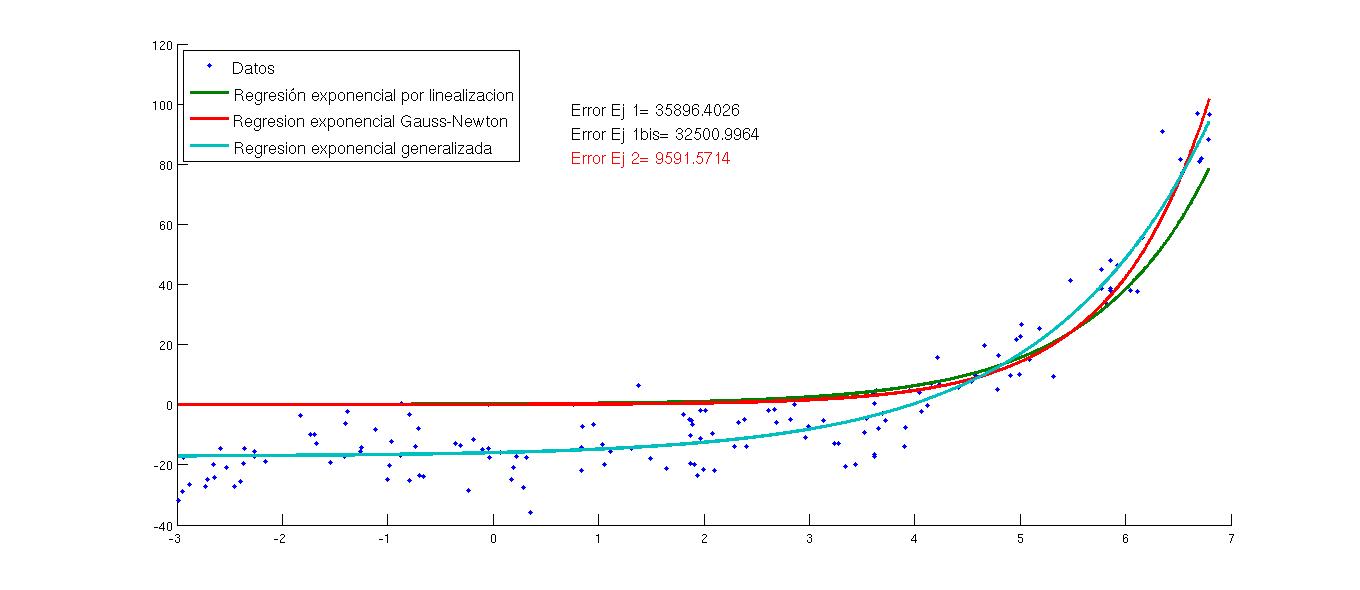 120
100
80
60
40
20
0
-20
-40
-3 -2 -1 0 1 2 3 4 5 6 7
Datos
Regresión exponencial por linealizacion
Regresion exponencial Gauss-Newton
Regresion exponencial generalizada
Error Ej 1= 35896.4026
Error Ej 1bis= 32500.9964
Error Ej 2= 9591.5714